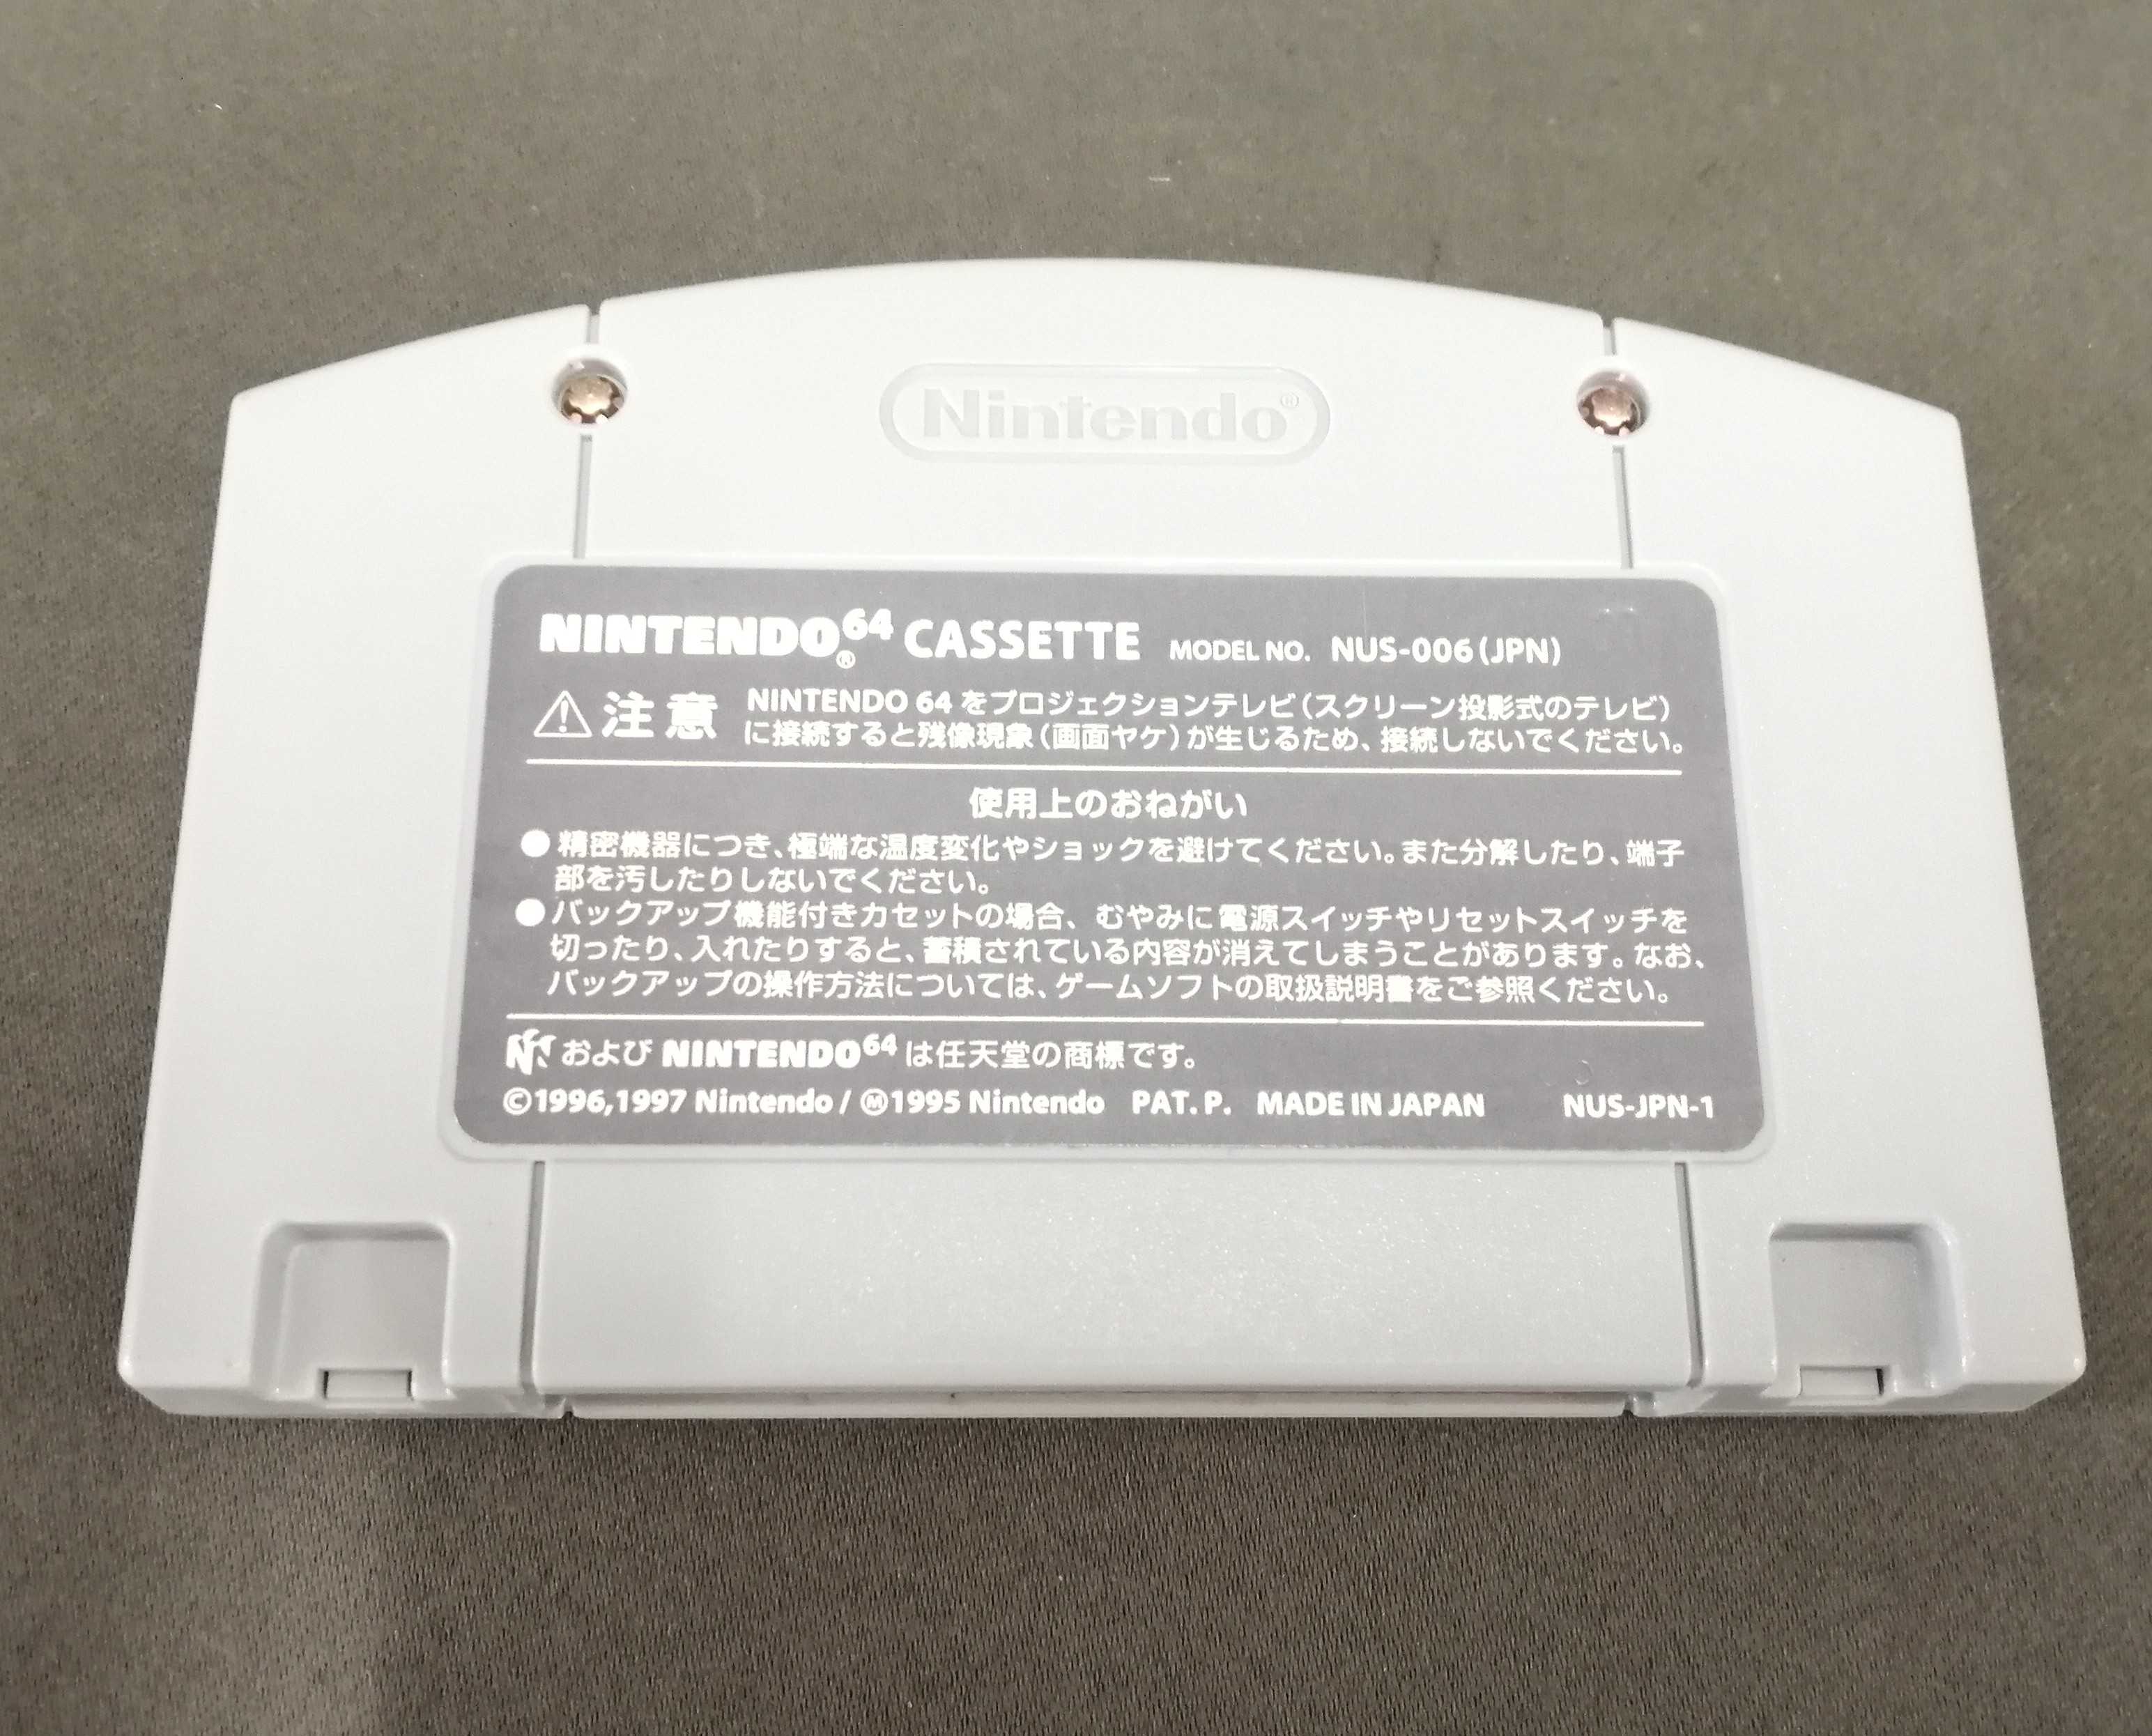 Nintendo®
NINTENDO®64 CASSETTE MODEL NO. NUS-006(JPN)
⚠注意 NINTENDO 64 をプロジェクションテレビ(スクリーン投影式のテレビ)
に接続すると残像現象(画面ヤケ)が生じるため、接続しないでください。
使用上のおねがい
●精密機器につき、極端な温度変化やショックを避けてください。また分解したり、端子
部を汚したりしないでください。
●バックアップ機能付きカセットの場合、むやみに電源スイッチやリセットスイッチを
切ったり、入れたりすると、蓄積されている内容が消えてしまうことがあります。なお、
バックアップの操作方法については、ゲームソフトの取扱説明書をご参照ください。
N および NINTENDO64 は任天堂の商標です。
©1996,1997 Nintendo / Ⓜ1995 Nintendo PAT. P. MADE IN JAPAN NUS-JPN-1